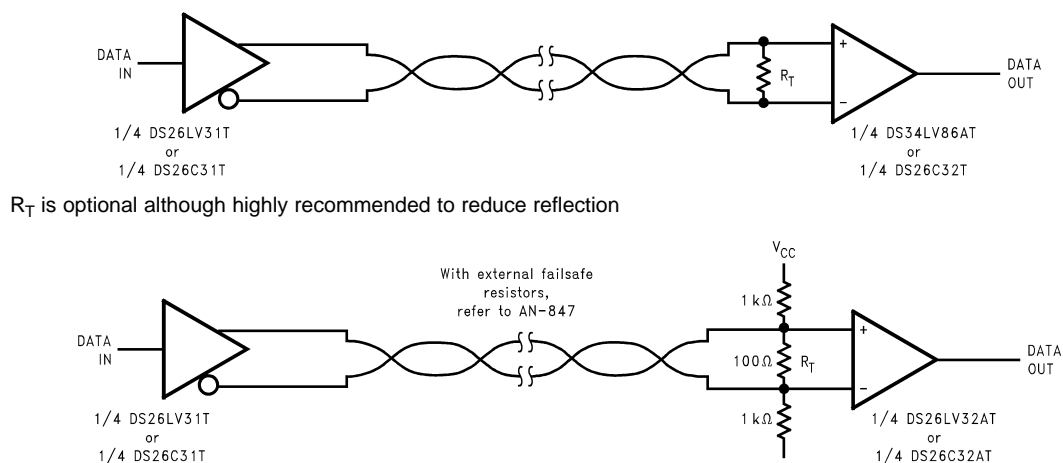 DATA
IN
+
R_T
−
DATA
OUT
1/4 DS26LV31T
or
1/4 DS26C31T
1/4 DS34LV86AT
or
1/4 DS26C32T
R_T is optional although highly recommended to reduce reflection
V_CC
With external failsafe
resistors,
refer to AN-847
1 kΩ
DATA
IN
+
100Ω R_T
−
DATA
OUT
1 kΩ
1/4 DS26LV31T
or
1/4 DS26C31T
1/4 DS26LV32AT
or
1/4 DS26C32AT